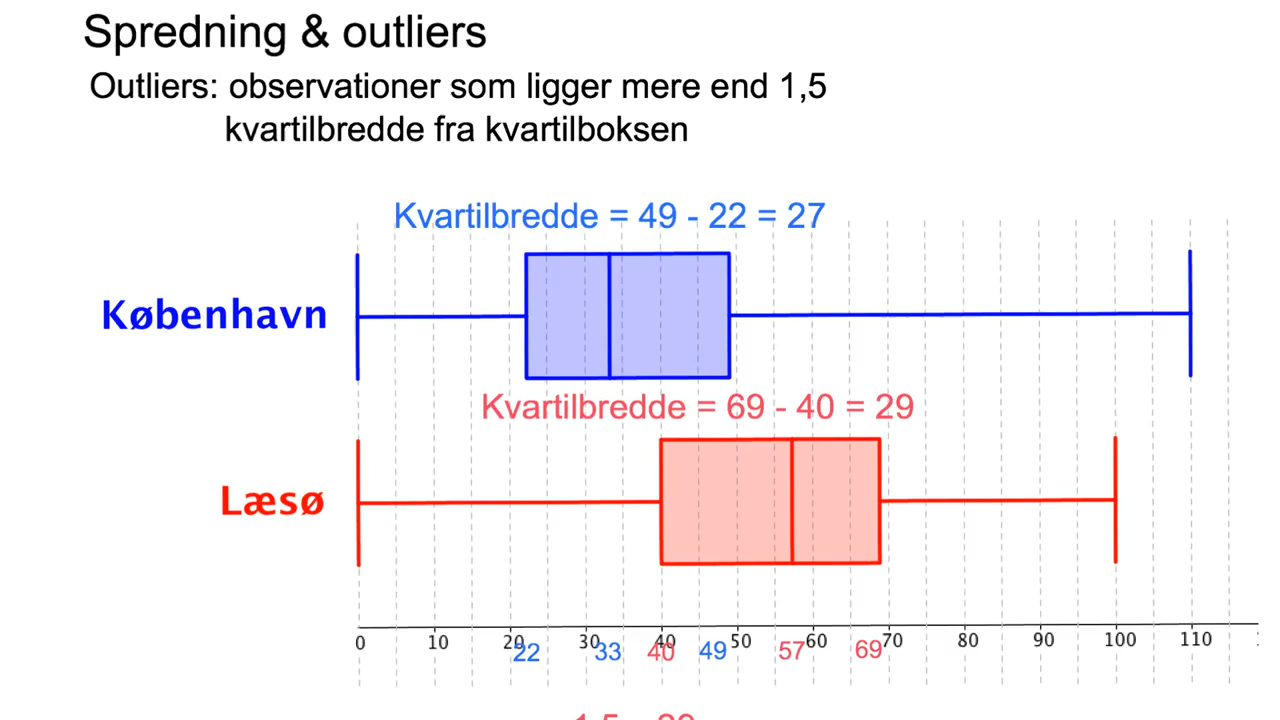 Spredning & outliers
Outliers: observationer som ligger mere end 1,5
kvartilbredde fra kvartilboksen
Kvartilbredde = 49 - 22 = 27
København
Kvartilbredde = 69 - 40 = 29
Læsø
0 10 20 30 40 50 60 70 80 90 100 110
22 33 40 49 57 69